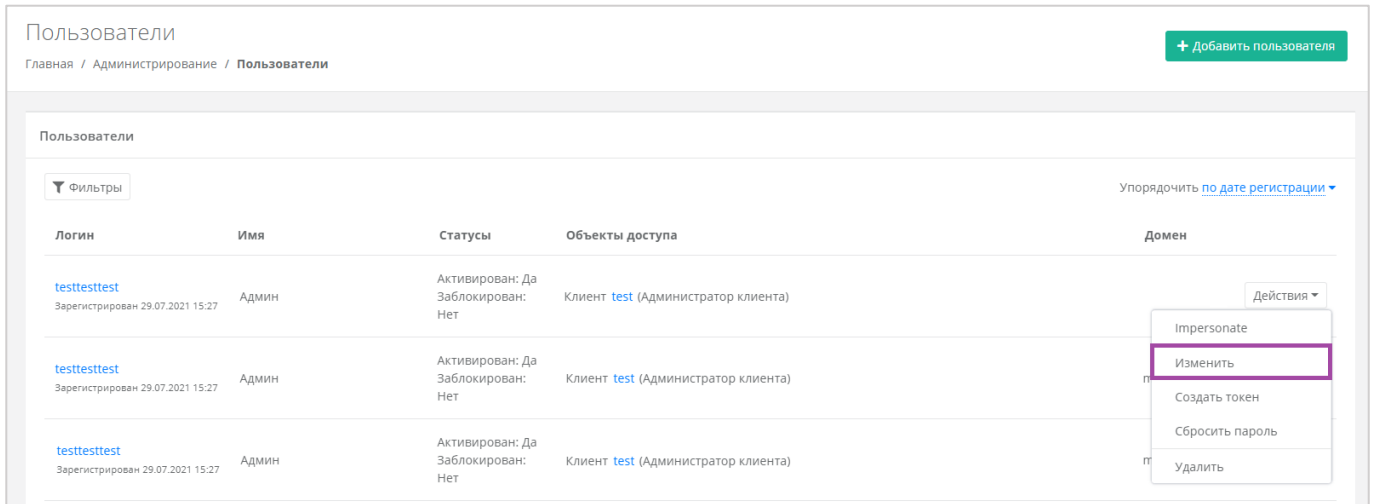 Пользователи
+ Добавить пользователя
Главная / Администрирование / Пользователи
Пользователи
Фильтры
Упорядочить по дате регистрации
Логин Имя Статусы Объекты доступа Домен
testtesttest
Зарегистрирован 29.07.2021 15:27
Админ
Активирован: Да
Заблокирован:
Нет
Клиент test (Администратор клиента)
Действия
Impersonate
Изменить
Создать токен
Сбросить пароль
Удалить
testtesttest
Зарегистрирован 29.07.2021 15:27
Админ
Активирован: Да
Заблокирован:
Нет
Клиент test (Администратор клиента)
testtesttest
Зарегистрирован 29.07.2021 15:27
Админ
Активирован: Да
Заблокирован:
Нет
Клиент test (Администратор клиента)